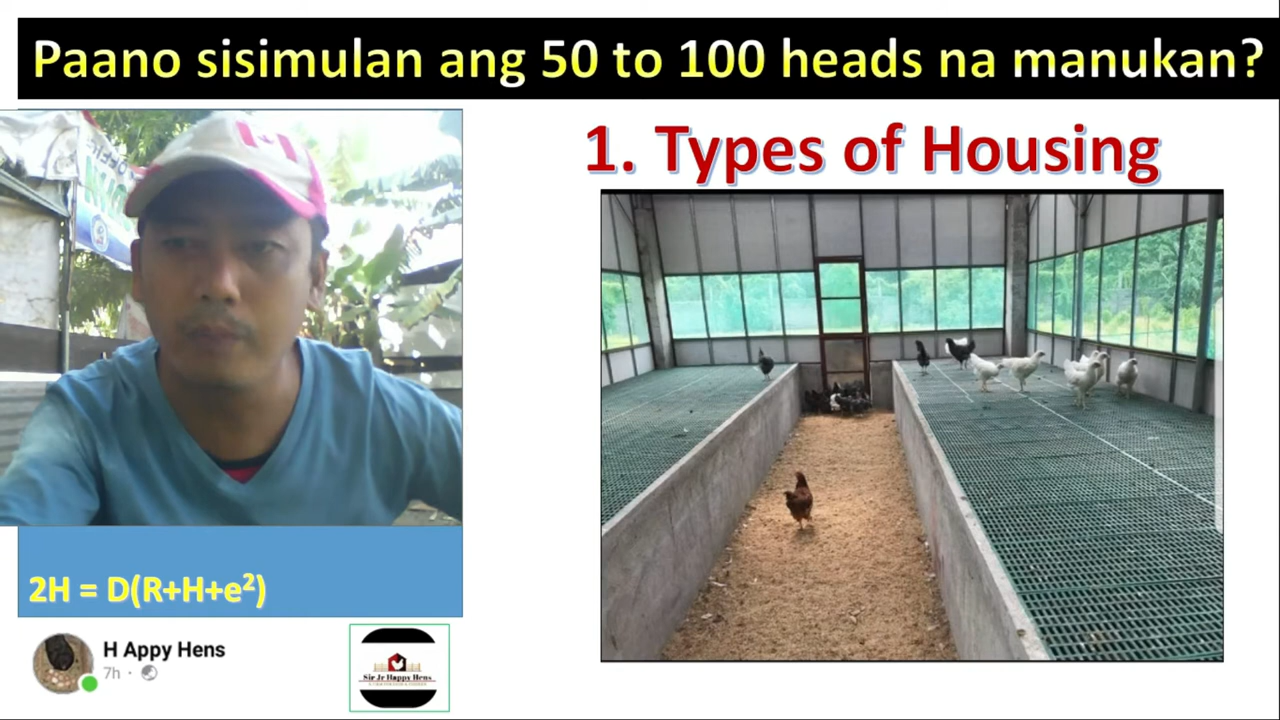 Paano sisimulan ang 50 to 100 heads na manukan?
1. Types of Housing
2H = D(R+H+e²)
H Appy Hens
7h ·
Sir Jr Happy Hens